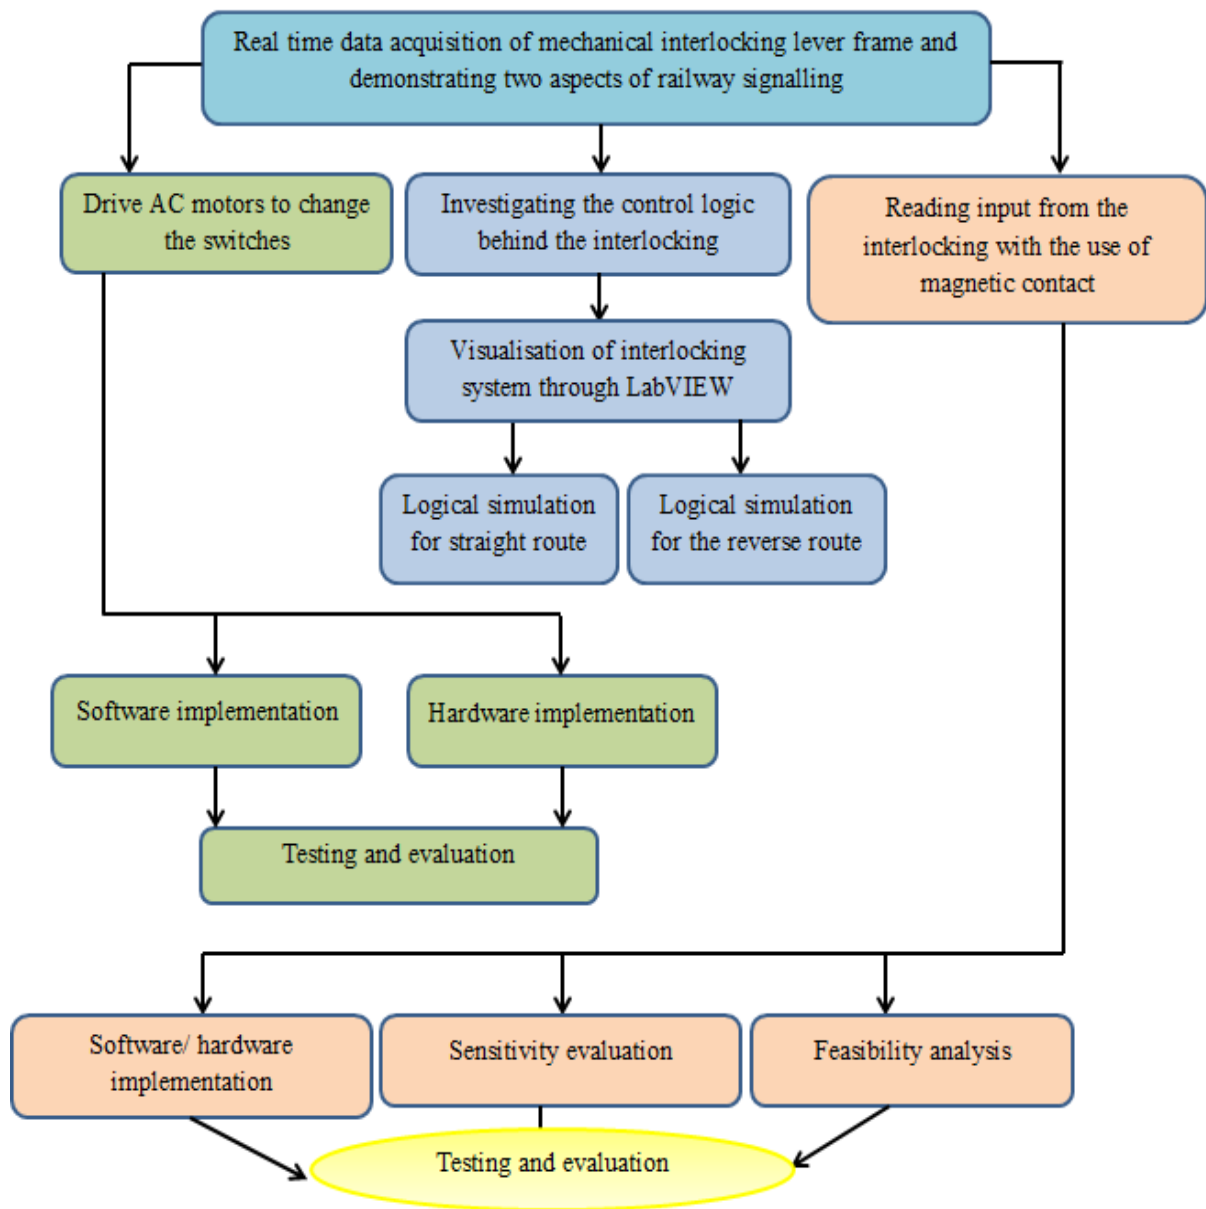 Real time data acquisition of mechanical interlocking lever frame and
demonstrating two aspects of railway signalling
Drive AC motors to change
the switches
Investigating the control logic
behind the interlocking
Reading input from the
interlocking with the use of
magnetic contact
Visualisation of interlocking
system through LabVIEW
Logical simulation
for straight route
Logical simulation
for the reverse route
Software implementation
Hardware implementation
Testing and evaluation
Software/ hardware
implementation
Sensitivity evaluation
Feasibility analysis
Testing and evaluation